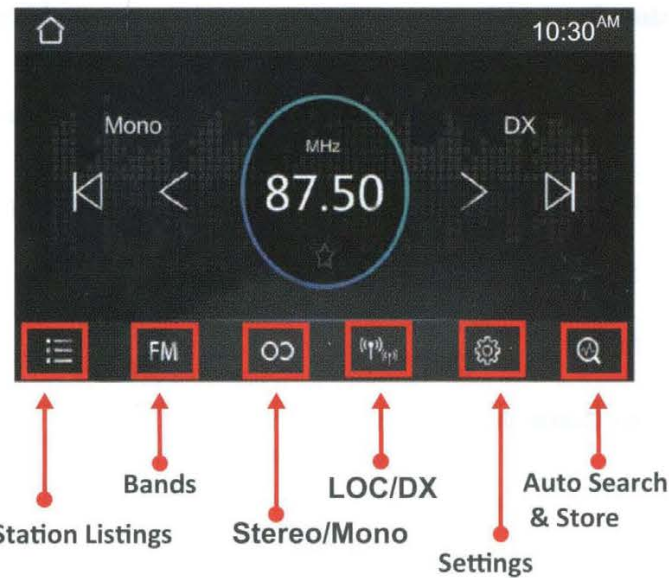 10:30AM
Mono
DX
MHz
87.50
FM
Bands
LOC/DX
Auto Search
& Store
Station Listings
Stereo/Mono
Settings